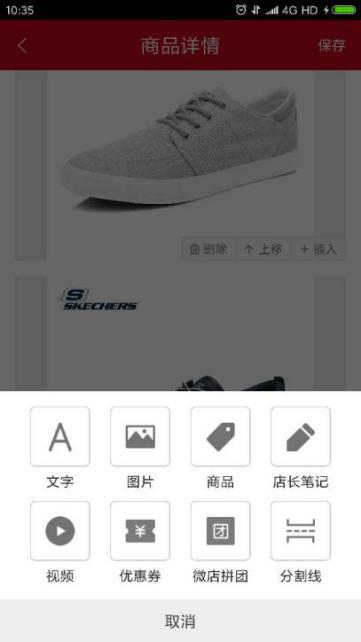 10:35 4G HD
商品详情 保存
删除 上移 + 插入
S
SKECHERS
A
文字 图片 商品 店长笔记
¥ 团
视频 优惠券 微店拼团 分割线
取消